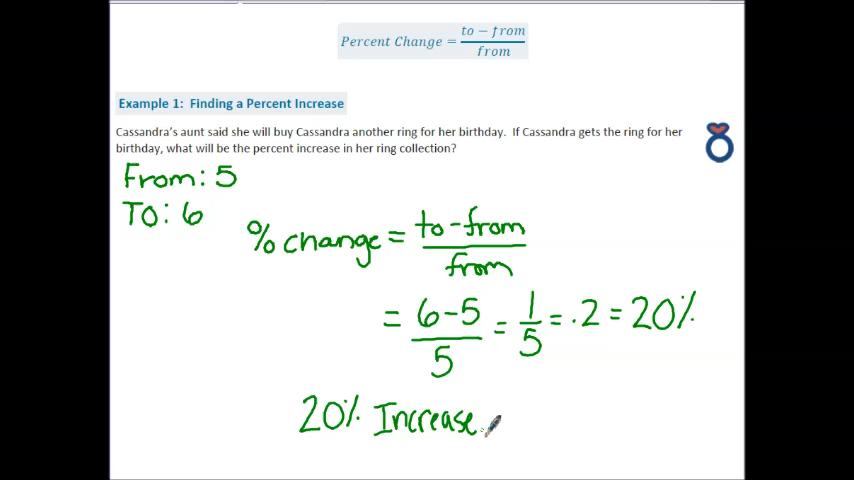 Percent Change = to − from / from
Example 1: Finding a Percent Increase
Cassandra's aunt said she will buy Cassandra another ring for her birthday. If Cassandra gets the ring for her
birthday, what will be the percent increase in her ring collection?
From: 5
To: 6
% change = to - from / from
= 6 - 5 / 5 = 1 / 5 = .2 = 20%
20% Increase.